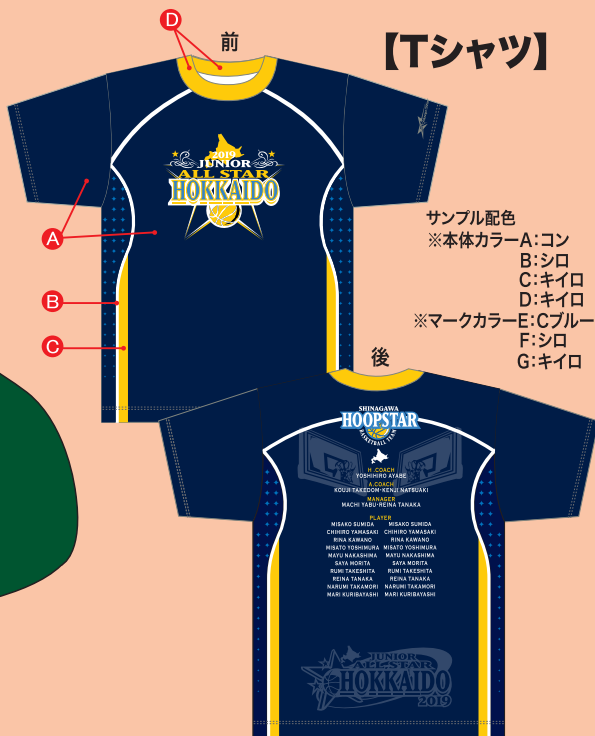 【Tシャツ】
D
前
2019
JUNIOR
ALL STAR
HOKKAIDO
A
B
C
サンプル配色
※本体カラーA:コン
B:シロ
C:キイロ
D:キイロ
※マークカラーE:Cブルー
F:シロ
G:キイロ
後
SHINAGAWA
HOOPSTAR
BASKETBALL TEAM
H.COACH
YOSHIHIRO AYABE
A.COACH
KOUJI TAKEDOM・KENJI NATSUAKI
MANAGER
MACHI YABU・REINA TANAKA
PLAYER
MISAKO SUMIDA MISAKO SUMIDA
CHIHIRO YAMASAKI CHIHIRO YAMASAKI
RINA KAWANO RINA KAWANO
MISATO YOSHIMURA MISATO YOSHIMURA
MAYU NAKASHIMA MAYU NAKASHIMA
SAYA MORITA SAYA MORITA
RUMI TAKESHITA RUMI TAKESHITA
REINA TANAKA REINA TANAKA
NARUMI TAKAMORI NARUMI TAKAMORI
MARI KURIBAYASHI MARI KURIBAYASHI
JUNIOR
ALL STAR
HOKKAIDO
2019